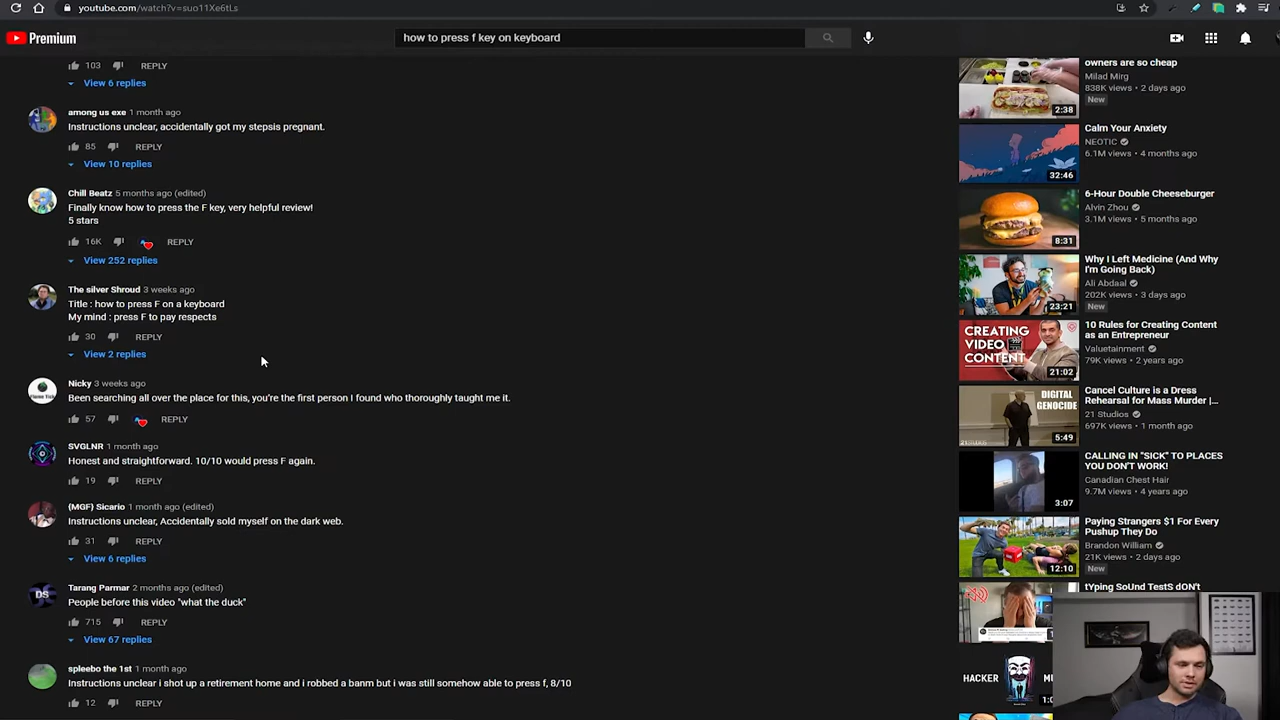 youtube.com/watch?v=suo11Xe6tLs
Premium
how to press f key on keyboard
103
REPLY
View 6 replies
among us exe 1 month ago
Instructions unclear, accidentally got my stepsis pregnant.
85
REPLY
View 10 replies
Chill Beatz 5 months ago (edited)
Finally know how to press the F key, very helpful review!
5 stars
16K
REPLY
View 252 replies
The silver Shroud 3 weeks ago
Title : how to press F on a keyboard
My mind : press F to pay respects
30
REPLY
View 2 replies
Nicky 3 weeks ago
Been searching all over the place for this, you're the first person I found who thoroughly taught me it.
57
REPLY
SVGLNR 1 month ago
Honest and straightforward. 10/10 would press F again.
19
REPLY
(MGF) Sicario 1 month ago (edited)
Instructions unclear, Accidentally sold myself on the dark web.
31
REPLY
View 6 replies
DS
Tarang Parmar 2 months ago (edited)
People before this video "what the duck"
715
REPLY
View 67 replies
spleebo the 1st 1 month ago
Instructions unclear i shot up a retirement home and i robbed a banm but i was still somehow able to press f, 8/10
12
REPLY
owners are so cheap
Milad Mirg
838K views • 2 days ago
New
2:38
Calm Your Anxiety
NEOTIC
6.1M views • 4 months ago
32:46
6-Hour Double Cheeseburger
Alvin Zhou
3.1M views • 5 months ago
8:31
Why I Left Medicine (And Why
I'm Going Back)
Ali Abdaal
202K views • 3 days ago
23:21
CREATING
VIDEO
CONTENT
21:02
10 Rules for Creating Content
as an Entrepreneur
Valuetainment
79K views • 2 years ago
DIGITAL
GENOCIDE
5:49
Cancel Culture is a Dress
Rehearsal for Mass Murder |...
21 Studios
697K views • 1 month ago
CALLING IN "SICK" TO PLACES
YOU DON'T WORK!
Canadian Chest Hair
9.7M views • 4 years ago
3:07
Paying Strangers $1 For Every
Pushup They Do
Brandon William
21K views • 2 days ago
New
12:10
tYping SoUnd TestS dON't
HACKER